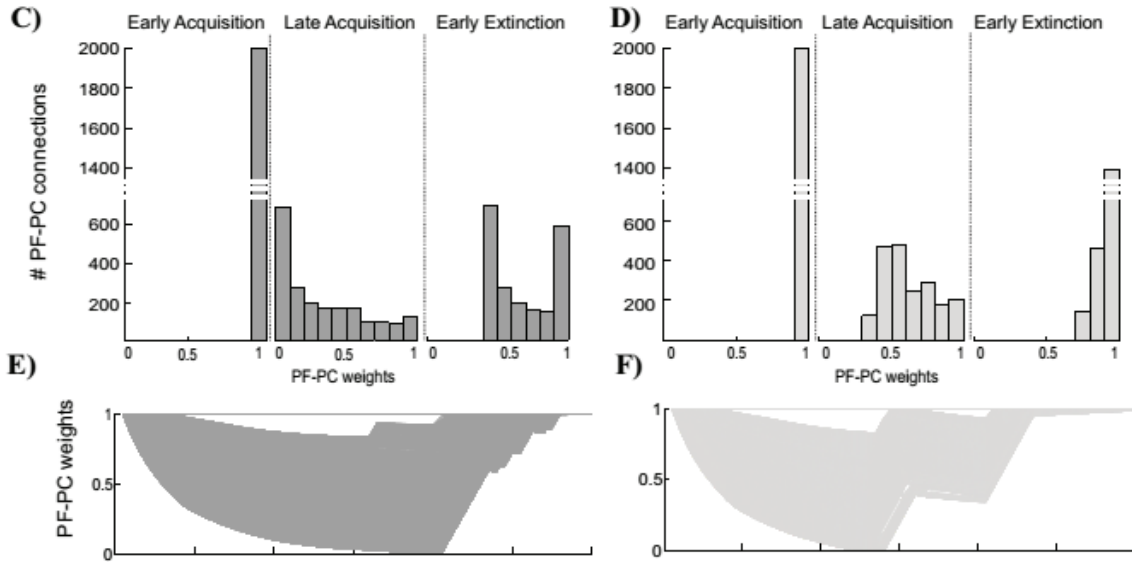 C)
Early Acquisition Late Acquisition Early Extinction
2000
1800
1600
1400
600
400
200
# PF-PC connections
0 0.5 1 0.5 1 0 0.5 1
PF-PC weights
D)
Early Acquisition Late Acquisition Early Extinction
2000
1800
1600
1400
600
400
200
0 0.5 1 0 0.5 1 0 0.5 1
PF-PC weights
E)
PF-PC weights
1
0.5
0
F)
1
0.5
0